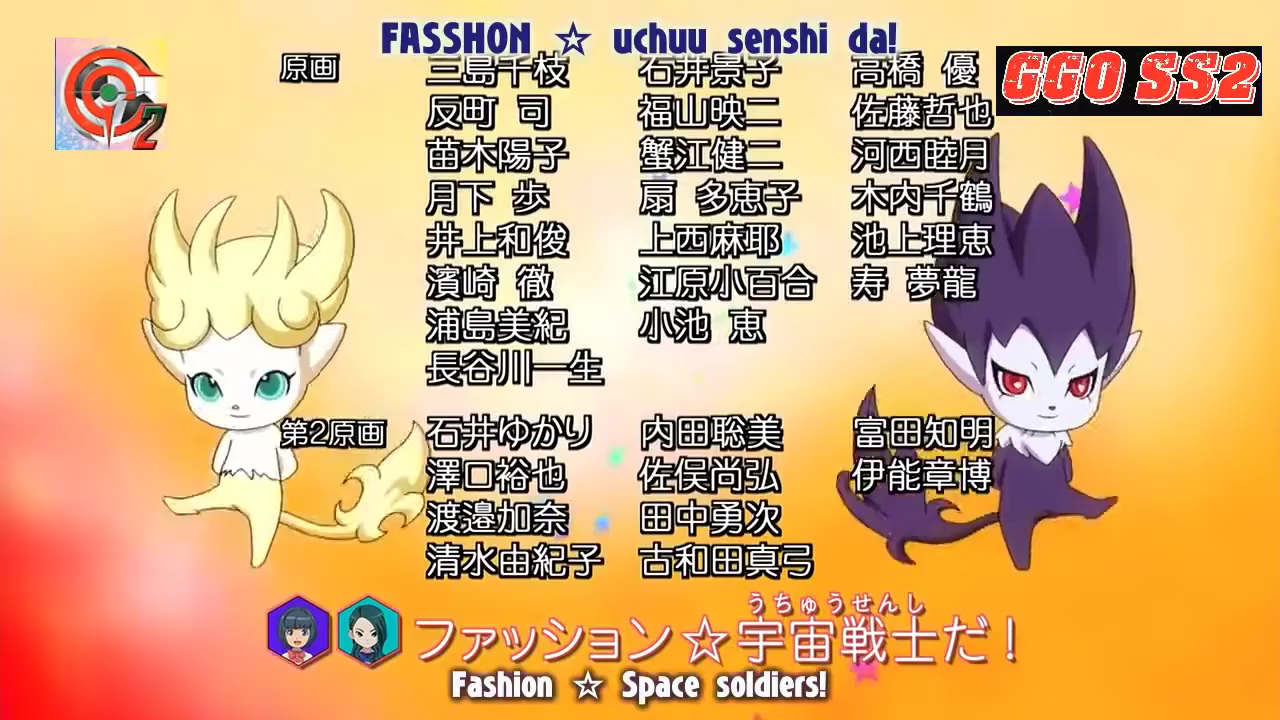 FASSHON ☆ uchuu senshi da!
GGO SS2
2
原画 三島千枝 石井景子 高橋 優
反町 司 福山映二 佐藤哲也
苗木陽子 蟹江健二 河西睦月
月下 歩 扇 多恵子 木内千鶴
井上和俊 上西麻耶 池上理恵
濱崎 徹 江原小百合 寿 夢龍
浦島美紀 小池 恵
長谷川一生
第2原画 石井ゆかり 内田聡美 富田知明
澤口裕也 佐俣尚弘 伊能章博
渡邉加奈 田中勇次
清水由紀子 古和田真弓
うちゅうせんし
ファッション☆宇宙戦士だ！
Fashion ☆ Space soldiers!